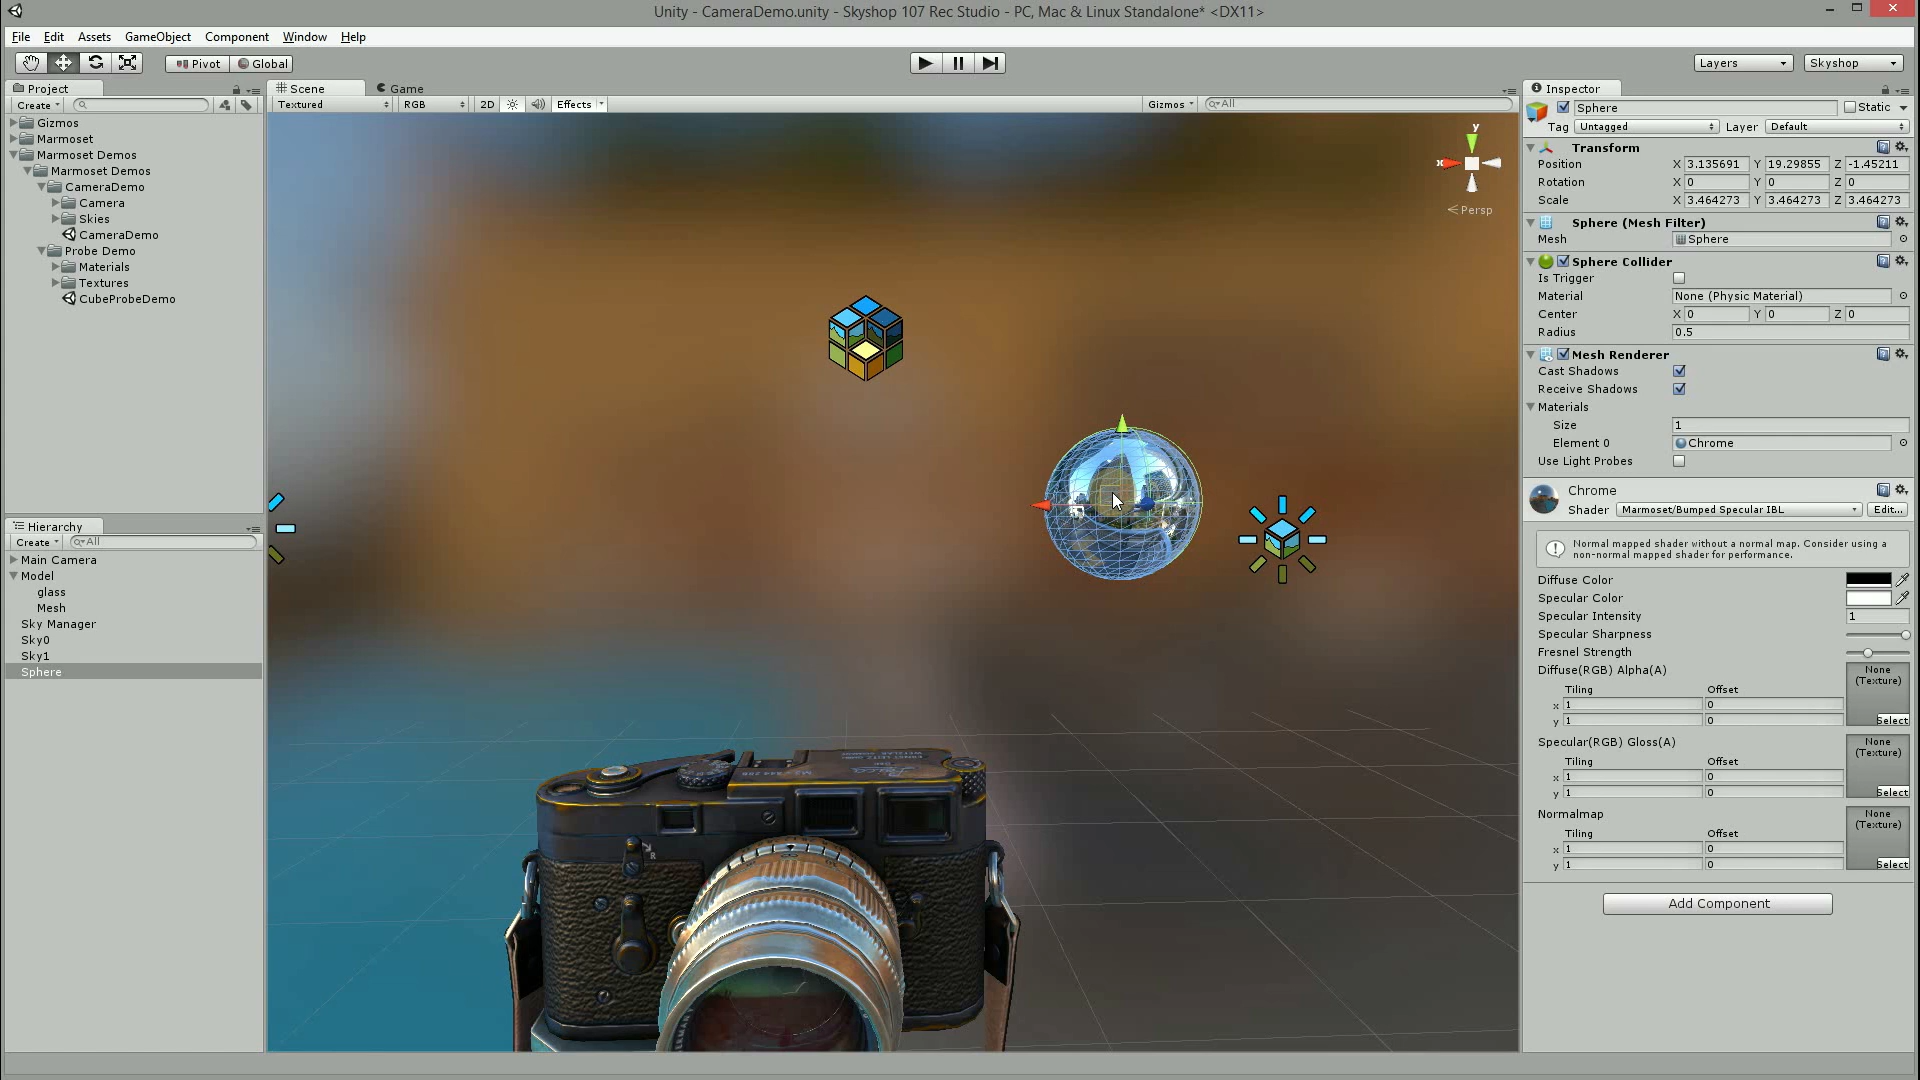 Unity - CameraDemo.unity - Skyshop 107 Rec Studio - PC, Mac & Linux Standalone* <DX11>
File Edit Assets GameObject Component Window Help
Pivot Global
Layers Skyshop
Project
Create
Gizmos
Marmoset
Marmoset Demos
Marmoset Demos
CameraDemo
Camera
Skies
CameraDemo
Probe Demo
Materials
Textures
CubeProbeDemo
Hierarchy
Create All
Main Camera
Model
glass
Mesh
Sky Manager
Sky0
Sky1
Sphere
Scene Game
Textured RGB 2D Effects Gizmos All
y
x
Persp
Inspector
Sphere Static
Tag Untagged Layer Default
Transform
Position X 3.135691 Y 19.29855 Z -1.45211
Rotation X 0 Y 0 Z 0
Scale X 3.464273 Y 3.464273 Z 3.464273
Sphere (Mesh Filter)
Mesh Sphere
Sphere Collider
Is Trigger
Material None (Physic Material)
Center X 0 Y 0 Z 0
Radius 0.5
Mesh Renderer
Cast Shadows
Receive Shadows
Materials
Size 1
Element 0 Chrome
Use Light Probes
Chrome
Shader Marmoset/Bumped Specular IBL Edit...
Normal mapped shader without a normal map. Consider using a
non-normal mapped shader for performance.
Diffuse Color
Specular Color
Specular Intensity 1
Specular Sharpness
Fresnel Strength
Diffuse(RGB) Alpha(A) None
(Texture)
Tiling Offset
x 1 0
y 1 0 Select
Specular(RGB) Gloss(A) None
(Texture)
Tiling Offset
x 1 0
y 1 0 Select
Normalmap None
(Texture)
Tiling Offset
x 1 0
y 1 0 Select
Add Component